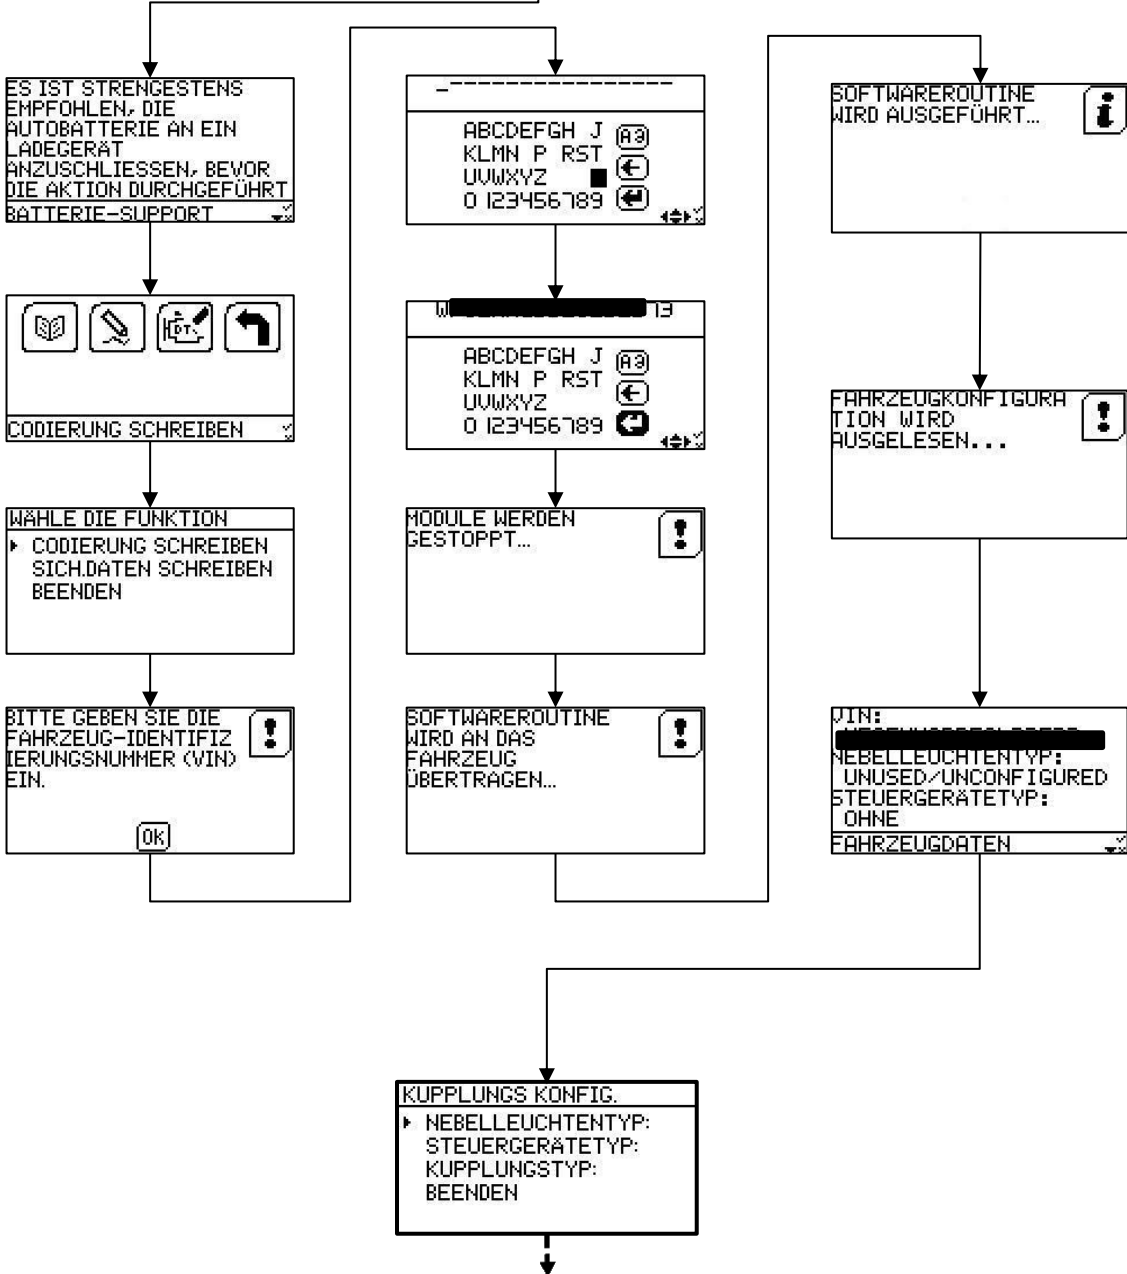 ES IST STRENGESTENS
EMPFOHLEN, DIE
AUTOBATTERIE AN EIN
LADEGERÄT
ANZUSCHLIESSEN, BEVOR
DIE AKTION DURCHGEFÜHRT
BATTERIE-SUPPORT
CODIERUNG SCHREIBEN
WÄHLE DIE FUNKTION
CODIERUNG SCHREIBEN
SICH.DATEN SCHREIBEN
BEENDEN
BITTE GEBEN SIE DIE
FAHRZEUG-IDENTIFIZ
IERUNGSNUMMER (VIN)
EIN.
OK
ABCDEFGH J
KLMN P RST
UVWXYZ
0 123456789
W 13
ABCDEFGH J
KLMN P RST
UVWXYZ
0 123456789
MODULE WERDEN
GESTOPPT...
SOFTWAREROUTINE
WIRD AN DAS
FAHRZEUG
ÜBERTRAGEN...
SOFTWAREROUTINE
WIRD AUSGEFÜHRT...
FAHRZEUGKONFIGURA
TION WIRD
AUSGELESEN...
VIN:
NEBELLEUCHTENTYP:
UNUSED/UNCONFIGURED
STEUERGERÄTETYP:
OHNE
FAHRZEUGDATEN
KUPPLUNGS KONFIG.
NEBELLEUCHTENTYP:
STEUERGERÄTETYP:
KUPPLUNGSTYP:
BEENDEN